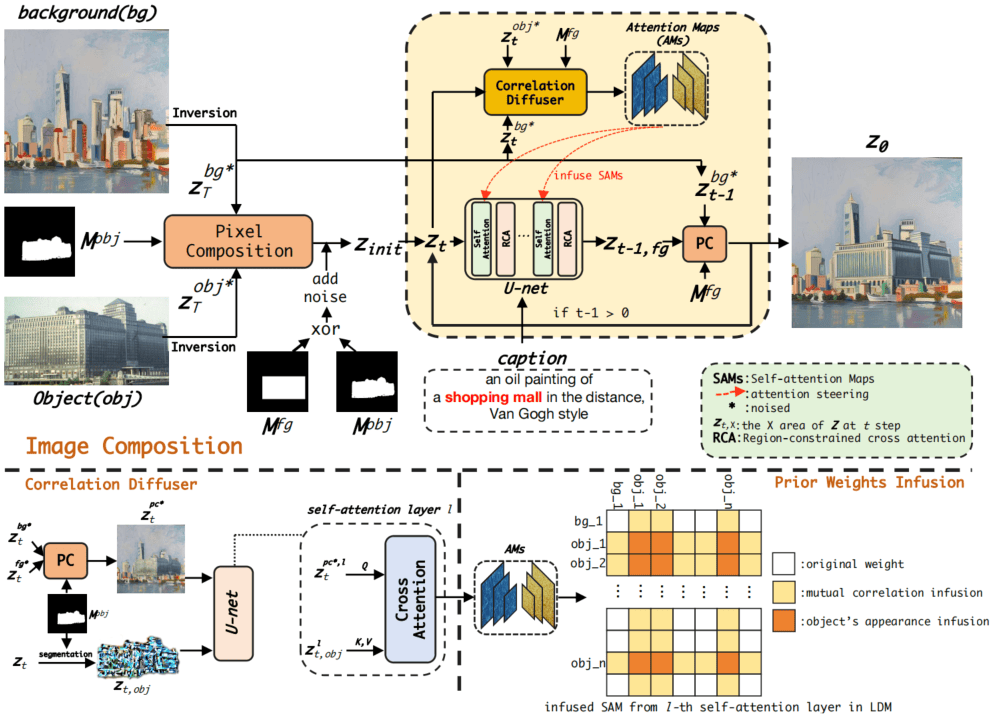 background(bg)
Inversion
z_T^{bg*}
M^{obj}
Pixel
Composition
z_T^{obj*}
Inversion
Object(obj)
z_{init}
add
noise
xor
M^{fg}
M^{obj}
z_t^{obj*}
M^{fg}
Attention Maps
(AMs)
Correlation
Diffuser
z_t^{bg*}
infuse SAMs
z_t
Self
Attention
RCA
...
Self
Attention
RCA
U-net
z_{t-1,fg}
z_{t-1}^{bg*}
PC
M^{fg}
if t-1 > 0
z_0
caption
an oil painting of
a shopping mall in the distance,
Van Gogh style
SAMs:Self-attention Maps
:attention steering
* :noised
z_{t,X}:the X area of Z at t step
RCA:Region-constrained cross attention
Image Composition
Correlation Diffuser
z_t^{bg*}
z_t^{fg*}
PC
z_t^{pc*}
M^{obj}
z_t
segmentation
z_{t,obj}
U-net
self-attention layer l
z_t^{pc*,l}
Q
z_{t,obj}^l
K,V
Cross
Attention
AMs
Prior Weights Infusion
bg_1
obj_1
obj_2
obj_n
bg_1
obj_1
obj_2
obj_n
:original weight
:mutual correlation infusion
:object's appearance infusion
infused SAM from l-th self-attention layer in LDM